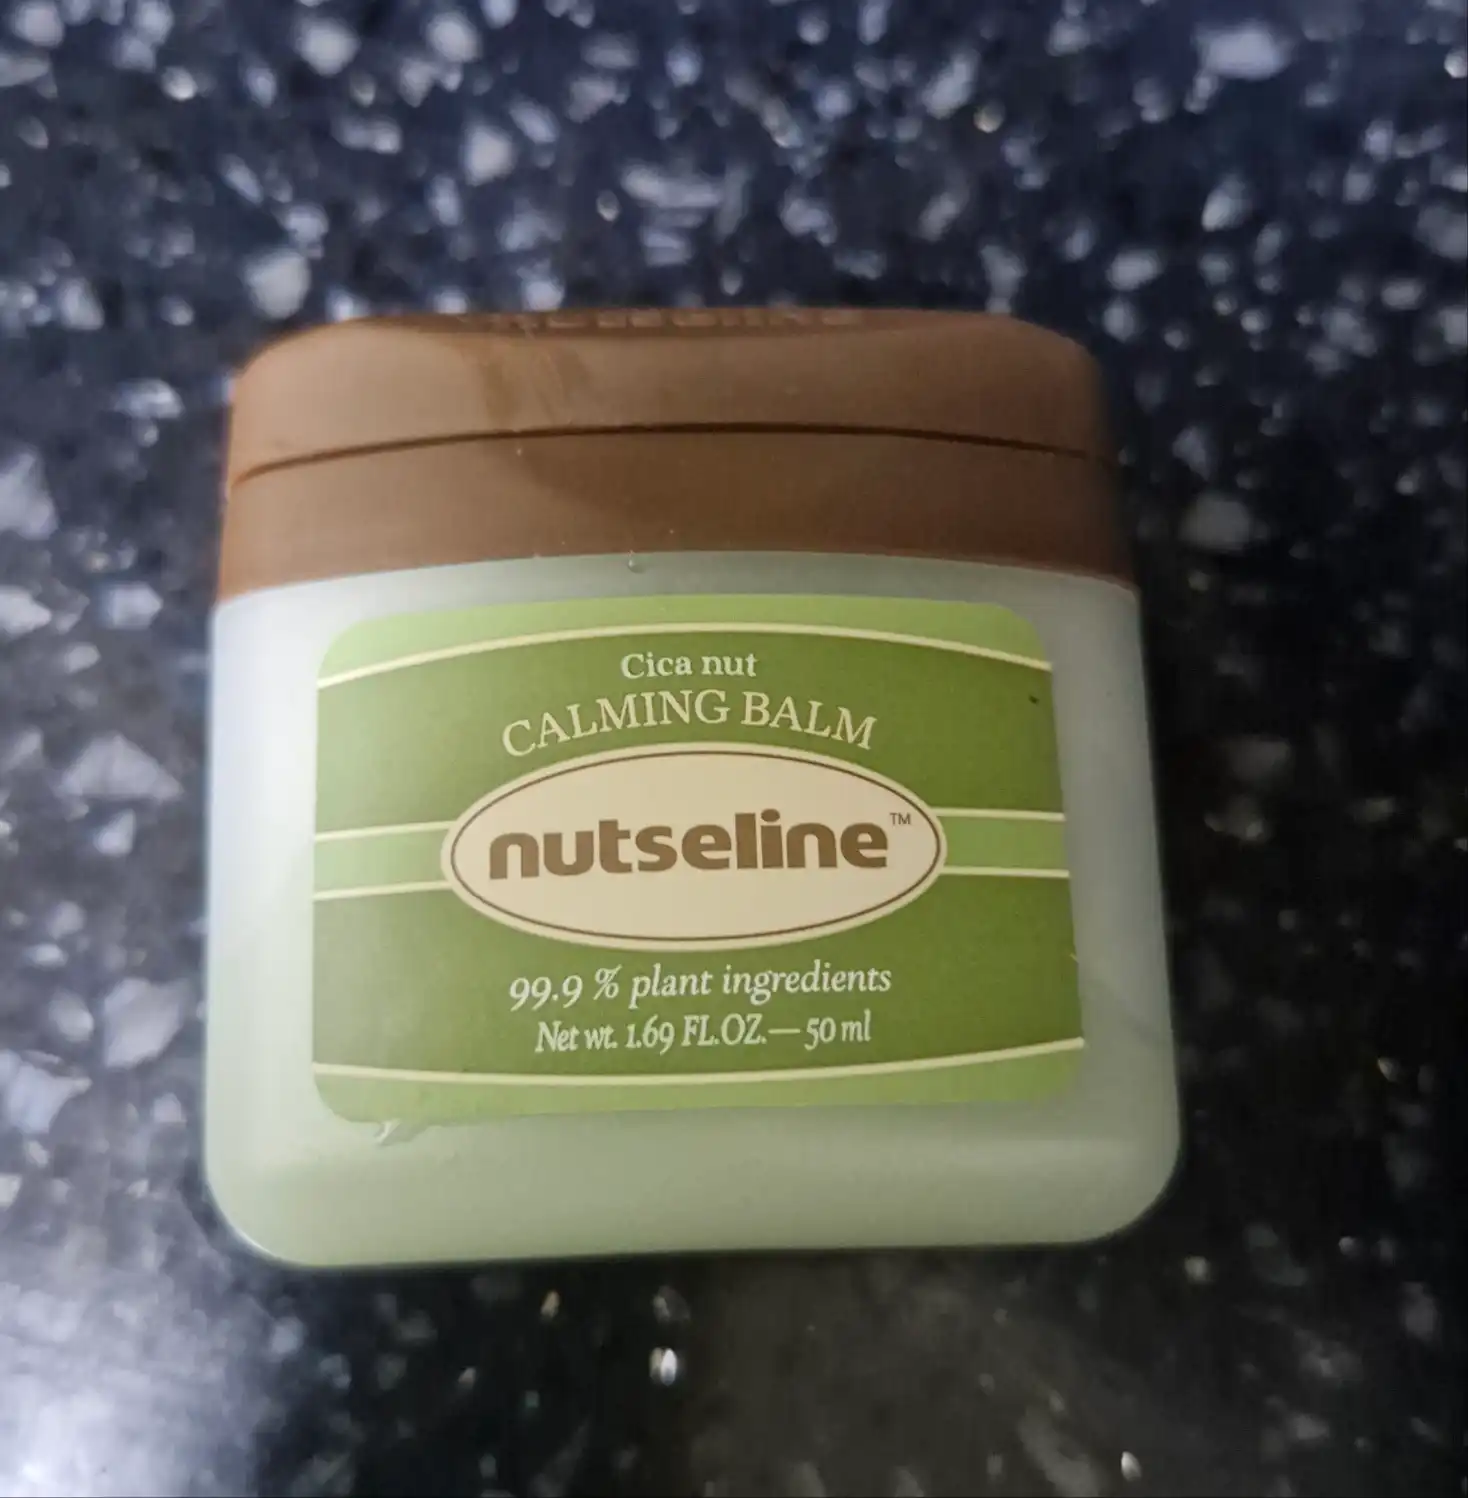 Cica nut
CALMING BALM
nutseline™
99.9 % plant ingredients
Net wt. 1.69 FL.OZ.— 50 ml